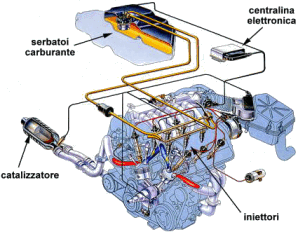 centralina
elettronica
serbatoi
carburante
catalizzatore
iniettori